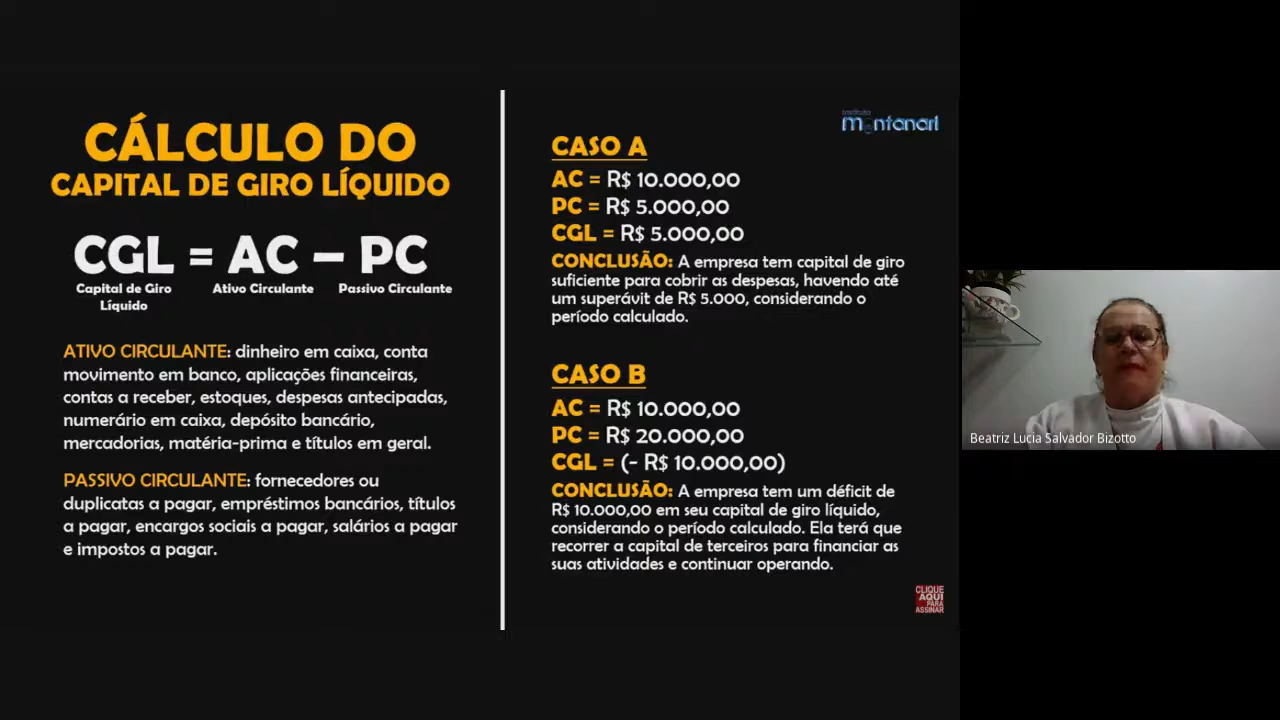 CÁLCULO DO
CAPITAL DE GIRO LÍQUIDO
CGL = AC – PC
Capital de Giro
Líquido
Ativo Circulante
Passivo Circulante
ATIVO CIRCULANTE: dinheiro em caixa, conta
movimento em banco, aplicações financeiras,
contas a receber, estoques, despesas antecipadas,
numerário em caixa, depósito bancário,
mercadorias, matéria-prima e títulos em geral.
PASSIVO CIRCULANTE: fornecedores ou
duplicatas a pagar, empréstimos bancários, títulos
a pagar, encargos sociais a pagar, salários a pagar
e impostos a pagar.
instituto
montanari
CASO A
AC = R$ 10.000,00
PC = R$ 5.000,00
CGL = R$ 5.000,00
CONCLUSÃO: A empresa tem capital de giro
suficiente para cobrir as despesas, havendo até
um superávit de R$ 5.000, considerando o
período calculado.
CASO B
AC = R$ 10.000,00
PC = R$ 20.000,00
CGL = (- R$ 10.000,00)
CONCLUSÃO: A empresa tem um déficit de
R$ 10.000,00 em seu capital de giro líquido,
considerando o período calculado. Ela terá que
recorrer a capital de terceiros para financiar as
suas atividades e continuar operando.
CLIQUE
AQUI
PARA
ASSINAR
Beatriz Lucia Salvador Bizotto